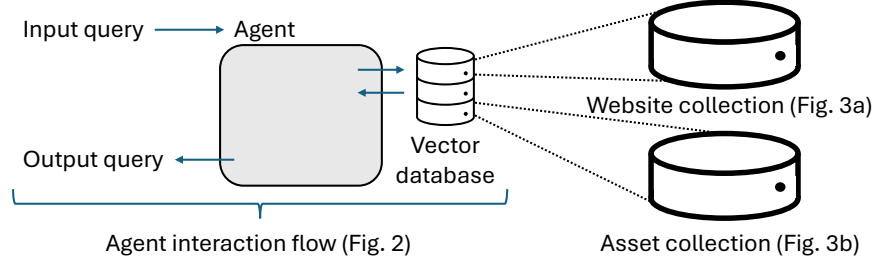 Input query
Agent
Website collection (Fig. 3a)
Output query
Vector
database
Agent interaction flow (Fig. 2)
Asset collection (Fig. 3b)